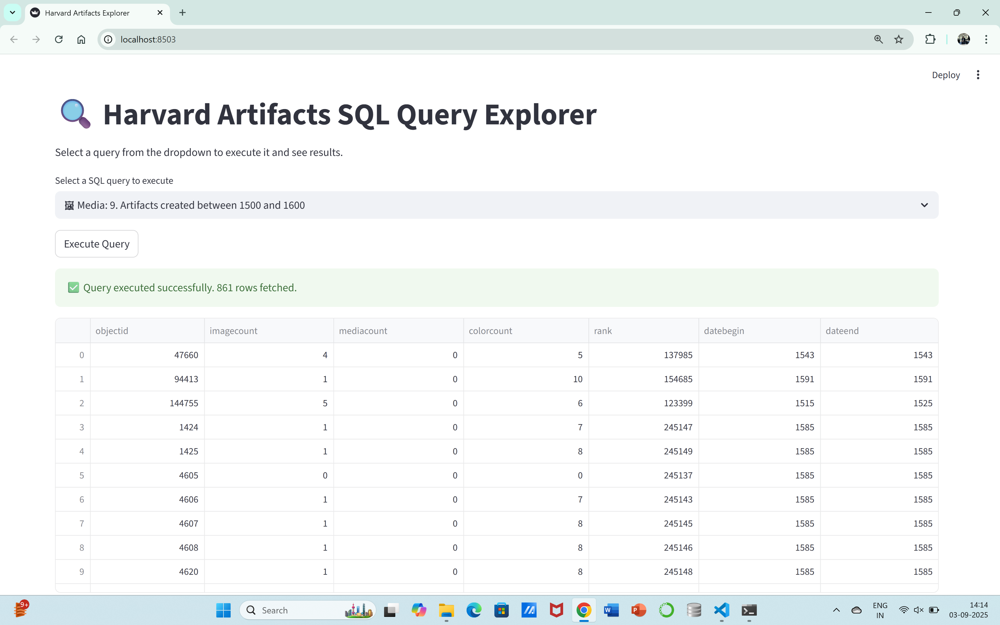 Harvard Artifacts Explorer
localhost:8503
Deploy
Harvard Artifacts SQL Query Explorer
Select a query from the dropdown to execute it and see results.
Select a SQL query to execute
Media: 9. Artifacts created between 1500 and 1600
Execute Query
Query executed successfully. 861 rows fetched.
objectid imagecount mediacount colorcount rank datebegin dateend
0 47660 4 0 5 137985 1543 1543
1 94413 1 0 10 154685 1591 1591
2 144755 5 0 6 123399 1515 1525
3 1424 1 0 7 245147 1585 1585
4 1425 1 0 8 245149 1585 1585
5 4605 0 0 0 245137 1585 1585
6 4606 1 0 7 245143 1585 1585
7 4607 1 0 8 245145 1585 1585
8 4608 1 0 8 245146 1585 1585
9 4620 1 0 8 245148 1585 1585
9+
Search
W
P
ENG
IN
14:14
03-09-2025